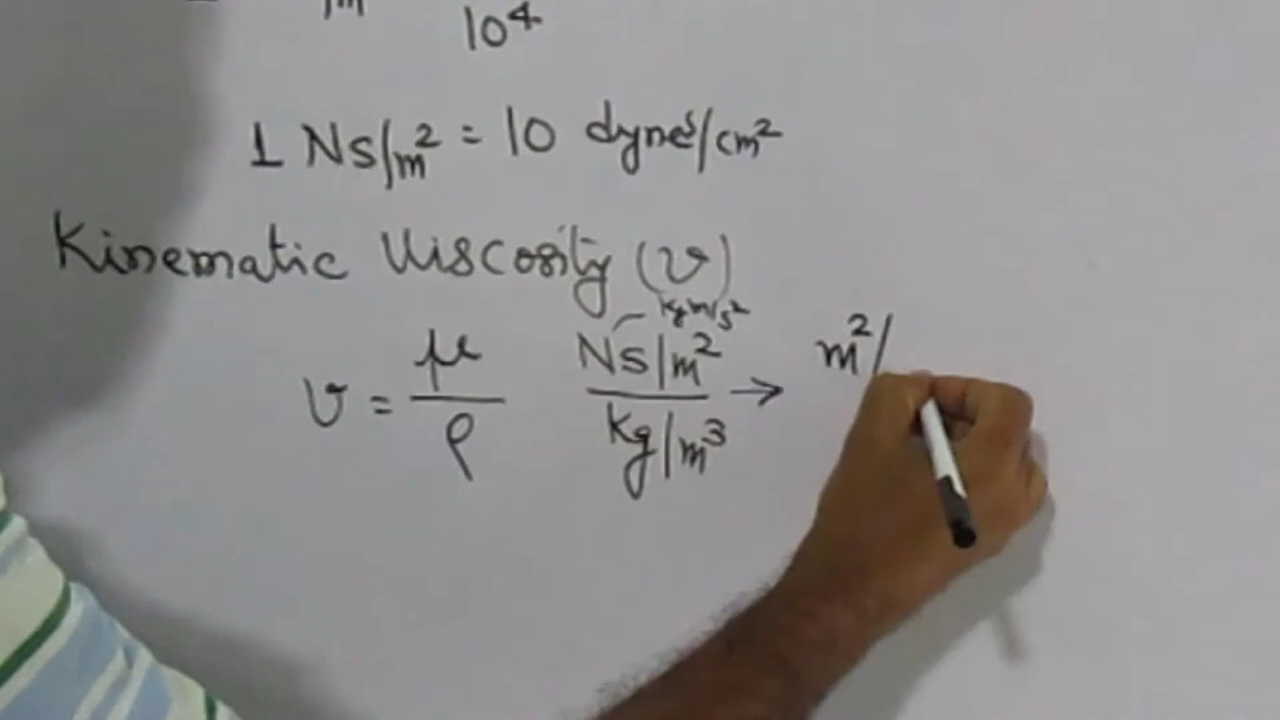 m 10⁴
1 Ns/m² = 10 dynes/cm²
Kinematic Viscosity (ν)
kgm/s²
ν = μ/ρ Ns/m² / kg/m³ → m²/